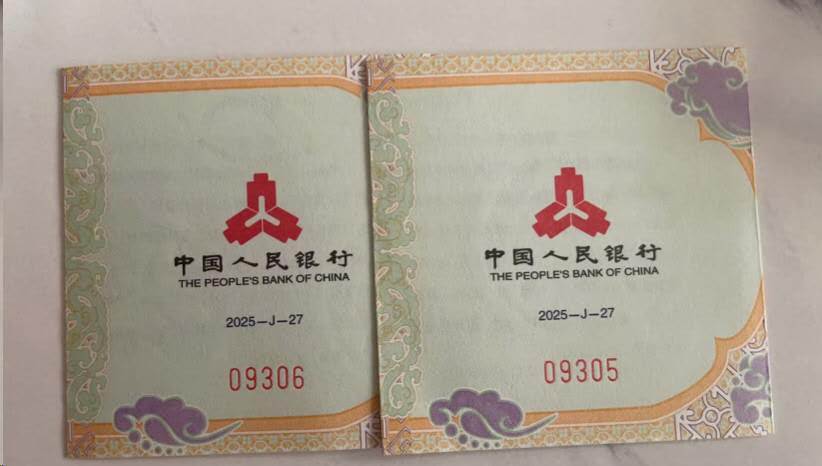 中国人民银行
THE PEOPLE'S BANK OF CHINA
2025-J-27
09306
中国人民银行
THE PEOPLE'S BANK OF CHINA
2025-J-27
09305